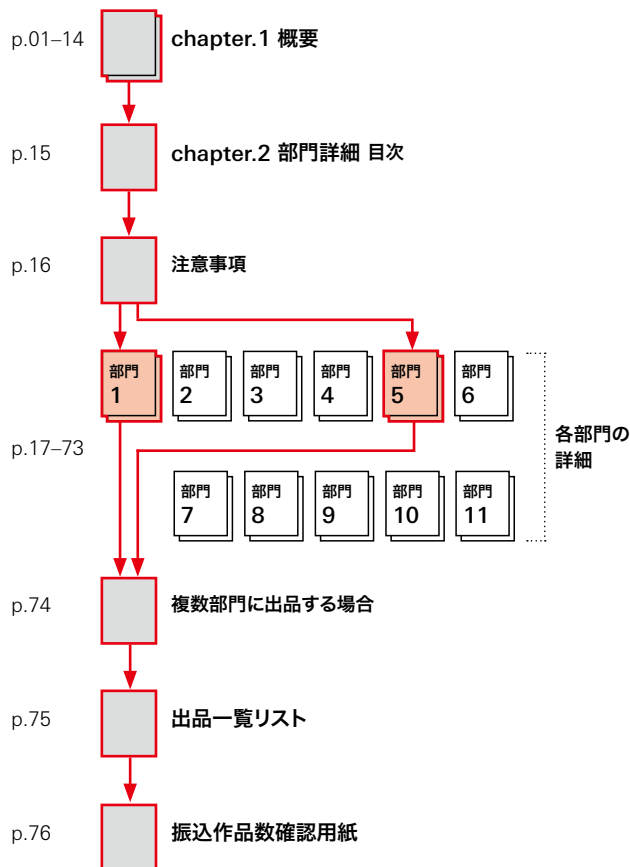 p.01–14 chapter.1 概要
p.15 chapter.2 部門詳細 目次
p.16 注意事項
部門 部門 部門 部門 部門 部門
1 2 3 4 5 6
各部門の
p.17–73
詳細
部門 部門 部門 部門 部門
7 8 9 10 11
p.74 複数部門に出品する場合
p.75 出品一覧リスト
p.76 振込作品数確認用紙